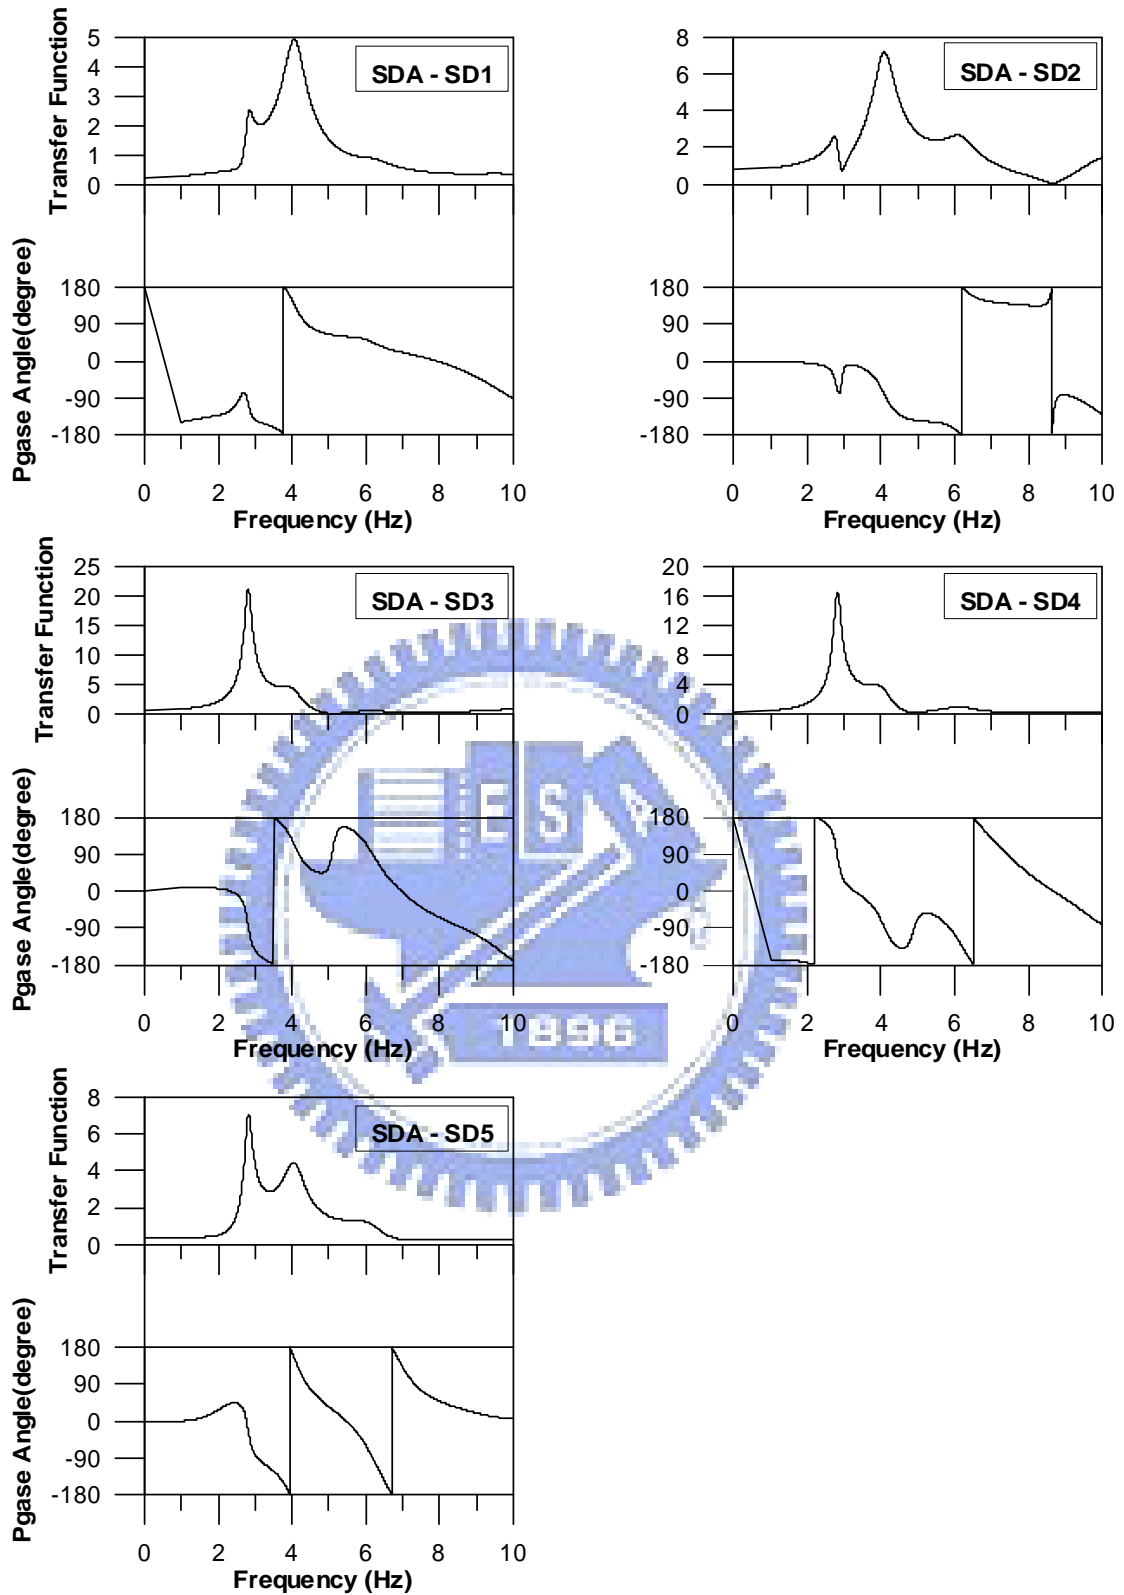 Transfer Function
5
4
3
2
1
0
SDA - SD1
Pgase Angle(degree)
180
90
0
-90
-180
0 2 4 6 8 10
Frequency (Hz)
8
6
4
2
0
SDA - SD2
180
90
0
-90
-180
0 2 4 6 8 10
Frequency (Hz)
Transfer Function
25
20
15
10
5
0
SDA - SD3
Pgase Angle(degree)
180
90
0
-90
-180
0 2 4 6 8 10
Frequency (Hz)
20
16
12
8
4
0
SDA - SD4
180
90
0
-90
-180
0 2 4 6 8 10
Frequency (Hz)
E S A
1896
Transfer Function
8
6
4
2
0
SDA - SD5
Pgase Angle(degree)
180
90
0
-90
-180
0 2 4 6 8 10
Frequency (Hz)